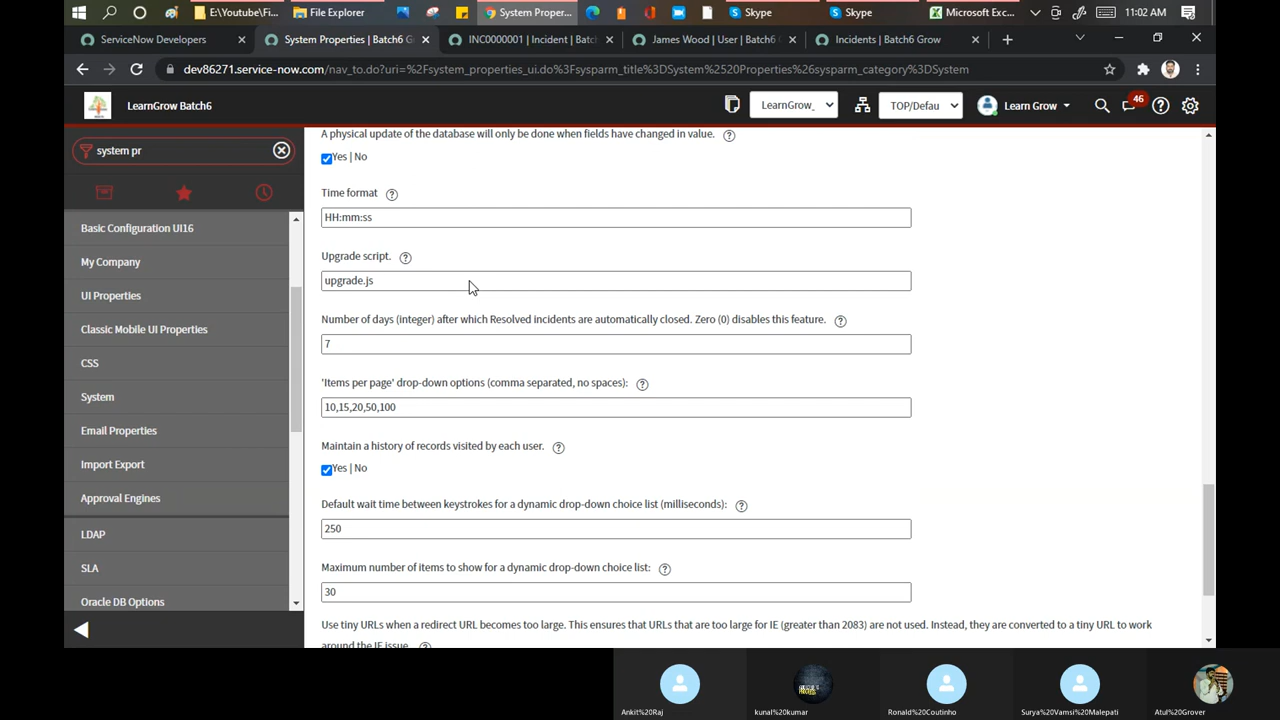 E:\Youtube\Fi...
File Explorer
System Proper...
Skype
Skype
Microsoft Exc...
11:02 AM
ServiceNow Developers
System Properties | Batch6 G
INC0000001 | Incident | Batc
James Wood | User | Batch6
Incidents | Batch6 Grow
dev86271.service-now.com/nav_to.do?uri=%2Fsystem_properties_ui.do%3Fsysparm_title%3DSystem%2520Properties%26sysparm_category%3DSystem
LearnGrow Batch6
LearnGrow_
TOP/Defau
Learn Grow
46
system pr
Basic Configuration UI16
My Company
UI Properties
Classic Mobile UI Properties
CSS
System
Email Properties
Import Export
Approval Engines
LDAP
SLA
Oracle DB Options
A physical update of the database will only be done when fields have changed in value.
Yes | No
Time format
HH:mm:ss
Upgrade script.
upgrade.js
Number of days (integer) after which Resolved incidents are automatically closed. Zero (0) disables this feature.
7
'Items per page' drop-down options (comma separated, no spaces):
10,15,20,50,100
Maintain a history of records visited by each user.
Yes | No
Default wait time between keystrokes for a dynamic drop-down choice list (milliseconds):
250
Maximum number of items to show for a dynamic drop-down choice list:
30
Use tiny URLs when a redirect URL becomes too large. This ensures that URLs that are too large for IE (greater than 2083) are not used. Instead, they are converted to a tiny URL to work
around the IE issue.
Ankit%20Raj
kunal%20kumar
Ronald%20Coutinho
Surya%20Vamsi%20Malepati
Atul%20Grover